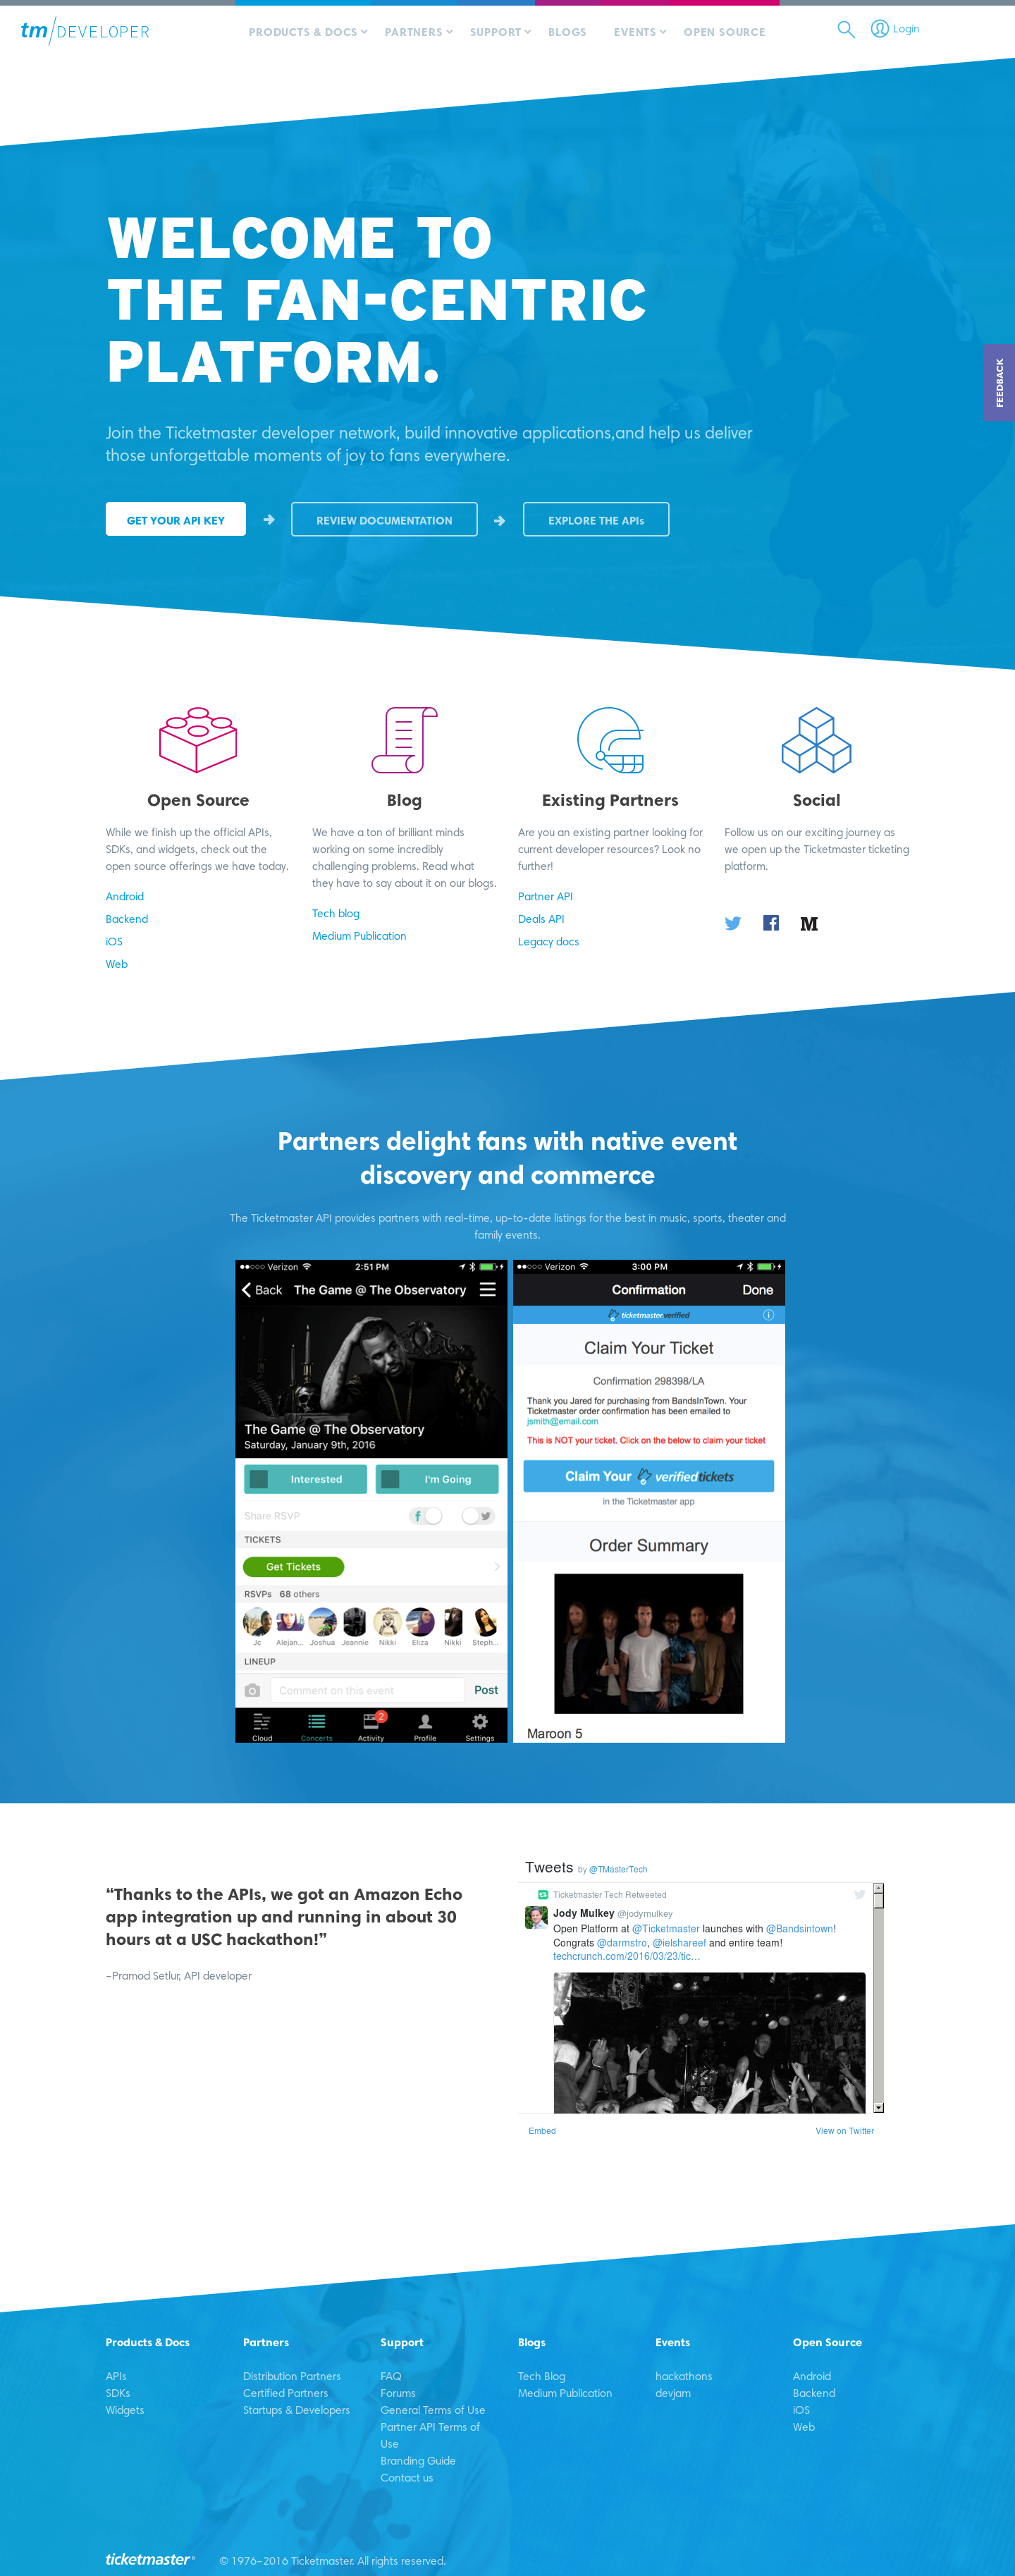 tm/DEVELOPER
PRODUCTS & DOCS
PARTNERS
SUPPORT
BLOGS
EVENTS
OPEN SOURCE
Login
WELCOME TO
THE FAN-CENTRIC
PLATFORM.
FEEDBACK
Join the Ticketmaster developer network, build innovative applications,and help us deliver
those unforgettable moments of joy to fans everywhere.
GET YOUR API KEY
REVIEW DOCUMENTATION
EXPLORE THE APIs
Open Source
While we finish up the official APIs,
SDKs, and widgets, check out the
open source offerings we have today.
Android
Backend
iOS
Web
Blog
We have a ton of brilliant minds
working on some incredibly
challenging problems. Read what
they have to say about it on our blogs.
Tech blog
Medium Publication
Existing Partners
Are you an existing partner looking for
current developer resources? Look no
further!
Partner API
Deals API
Legacy docs
Social
Follow us on our exciting journey as
we open up the Ticketmaster ticketing
platform.
M
Partners delight fans with native event
discovery and commerce
The Ticketmaster API provides partners with real-time, up-to-date listings for the best in music, sports, theater and
family events.
Verizon
2:51 PM
Back
The Game @ The Observatory
The Game @ The Observatory
Saturday, January 9th, 2016
Interested
I'm Going
Share RSVP
TICKETS
Get Tickets
RSVPs 68 others
Jc
Alejan...
Joshua
Jeannie
Nikki
Eliza
Nikki
Steph...
LINEUP
Comment on this event
Post
2
Cloud
Concerts
Activity
Profile
Settings
Verizon
3:00 PM
Confirmation
Done
ticketmasterverified
Claim Your Ticket
Confirmation 298398/LA
Thank you Jared for purchasing from BandsInTown. Your
Ticketmaster order confirmation has been emailed to
jsmith@email.com
This is NOT your ticket. Click on the below to claim your ticket
Claim Your verifiedtickets
in the Ticketmaster app
Order Summary
Maroon 5
“Thanks to the APIs, we got an Amazon Echo
app integration up and running in about 30
hours at a USC hackathon!”
–Pramod Setlur, API developer
Tweets by @TMasterTech
Ticketmaster Tech Retweeted
Jody Mulkey @jodymulkey
Open Platform at @Ticketmaster launches with @Bandsintown!
Congrats @darmstro, @ielshareef and entire team!
techcrunch.com/2016/03/23/tic…
Embed
View on Twitter
Products & Docs
APIs
SDKs
Widgets
Partners
Distribution Partners
Certified Partners
Startups & Developers
Support
FAQ
Forums
General Terms of Use
Partner API Terms of
Use
Branding Guide
Contact us
Blogs
Tech Blog
Medium Publication
Events
hackathons
devjam
Open Source
Android
Backend
iOS
Web
ticketmaster®
© 1976–2016 Ticketmaster. All rights reserved.